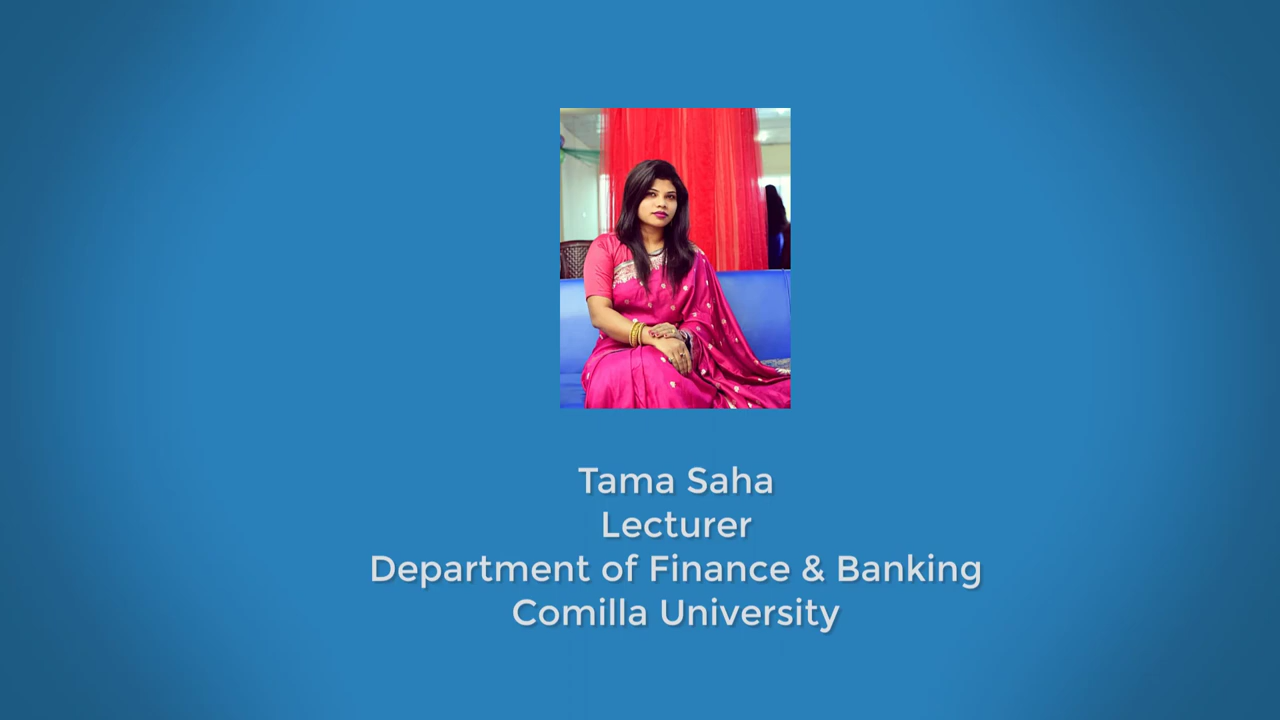 Tama Saha
Lecturer
Department of Finance & Banking
Comilla University